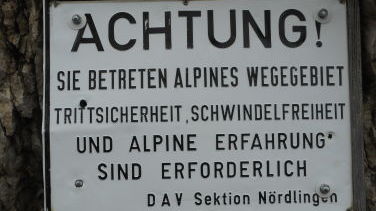 ACHTUNG!
SIE BETRETEN ALPINES WEGEGEBIET
TRITTSICHERHEIT, SCHWINDELFREIHEIT
UND ALPINE ERFAHRUNG
SIND ERFORDERLICH
DAV Sektion Nördlingen